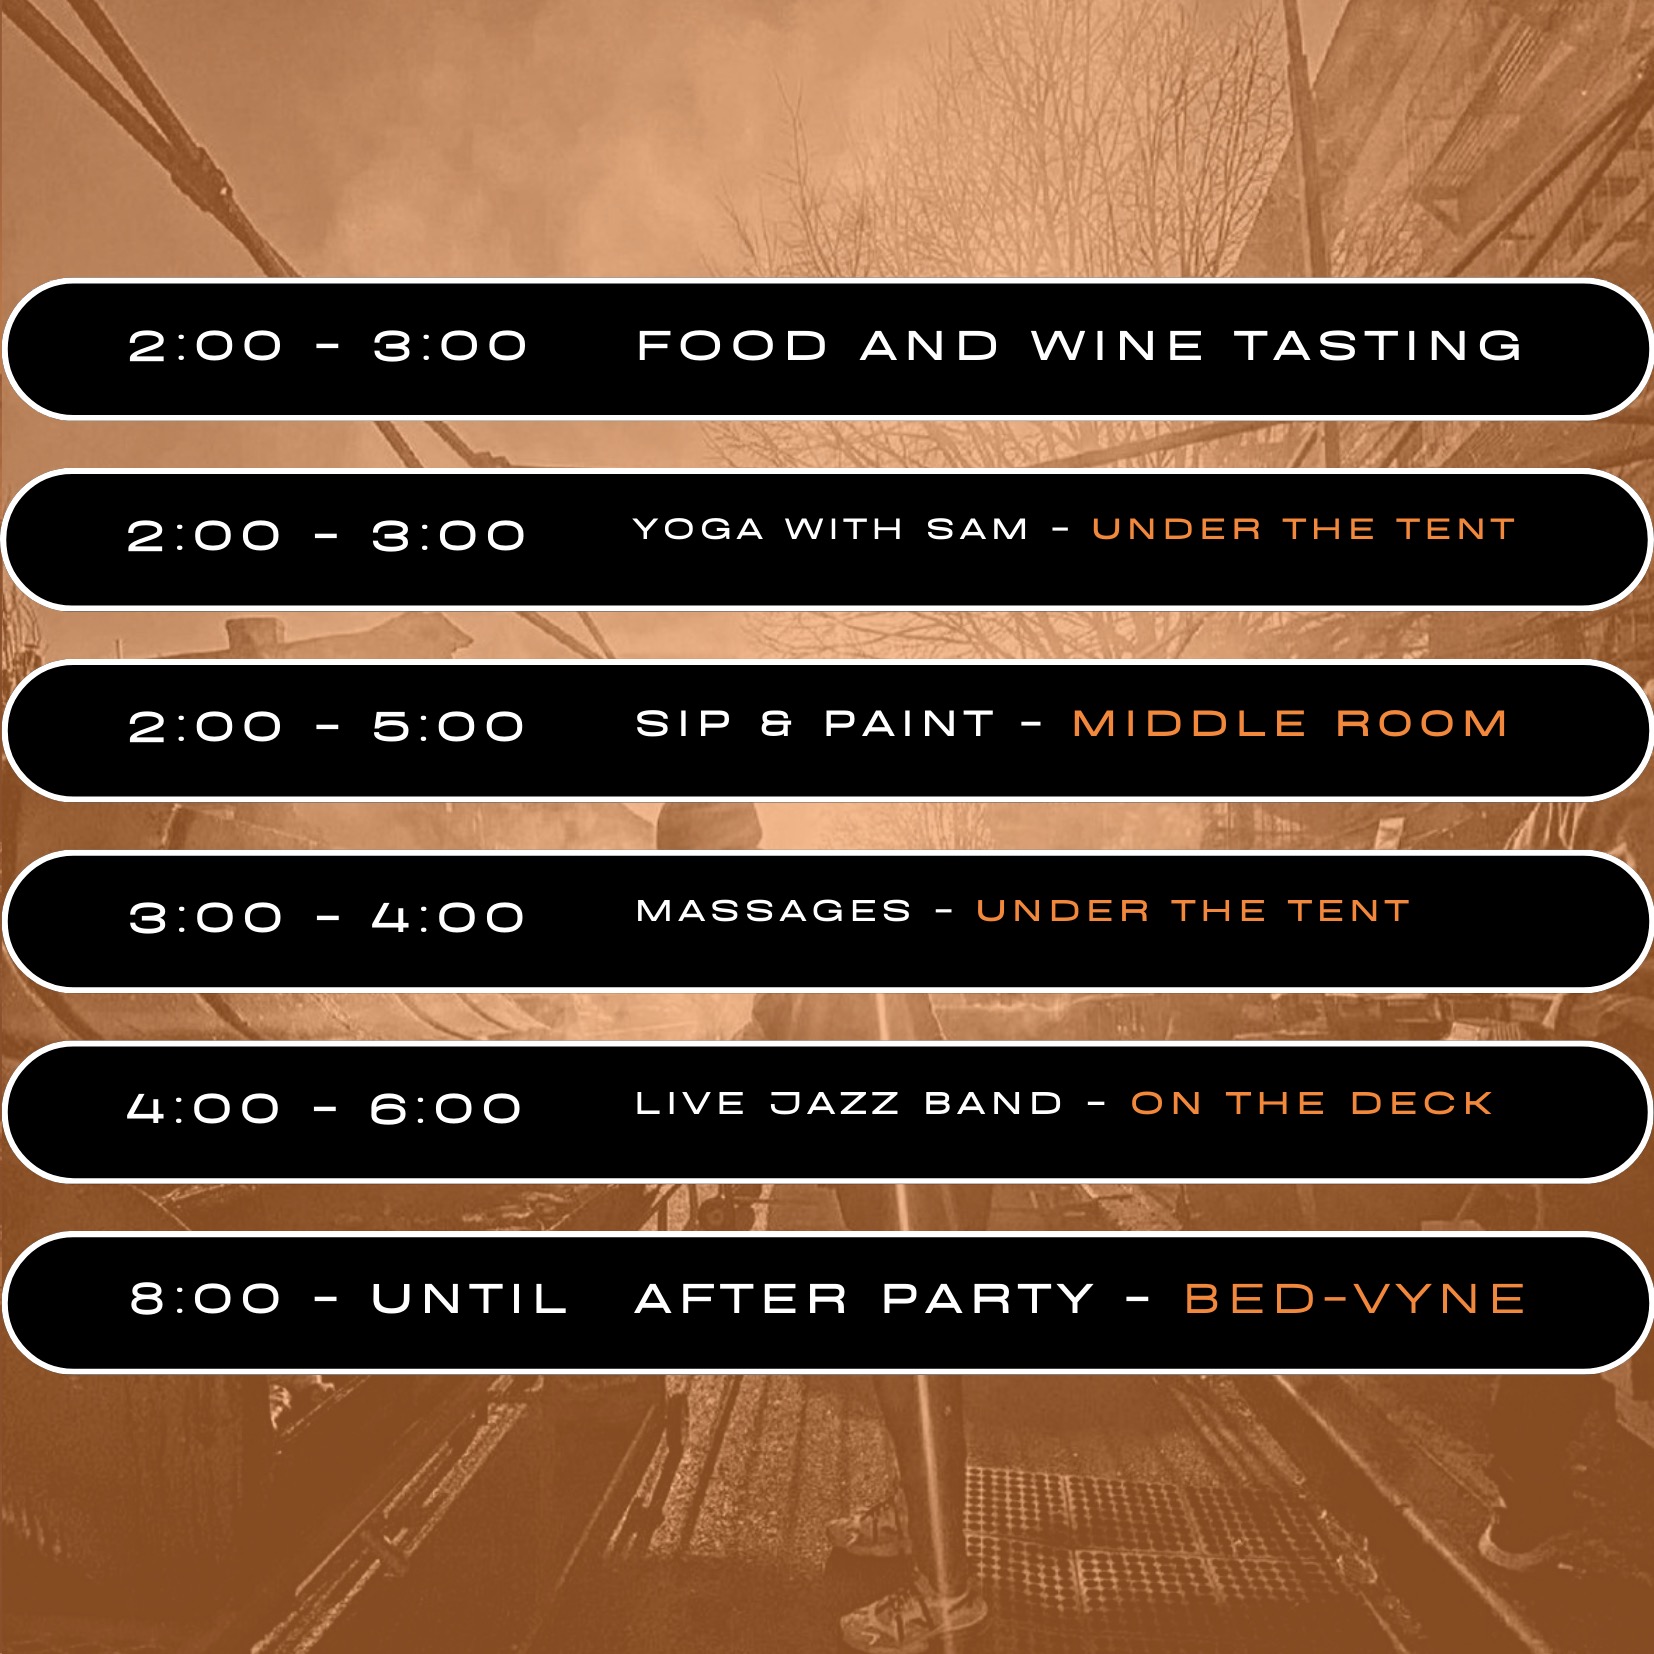 2:00 - 3:00 FOOD AND WINE TASTING
2:00 - 3:00 YOGA WITH SAM - UNDER THE TENT
2:00 - 5:00 SIP & PAINT - MIDDLE ROOM
3:00 - 4:00 MASSAGES - UNDER THE TENT
4:00 - 6:00 LIVE JAZZ BAND - ON THE DECK
8:00 - UNTIL AFTER PARTY - BED-VYNE